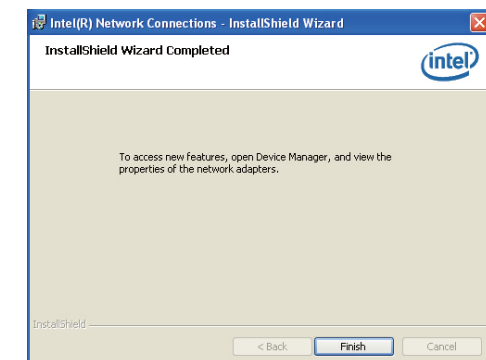 Intel(R) Network Connections - InstallShield Wizard
InstallShield Wizard Completed
intel
To access new features, open Device Manager, and view the
properties of the network adapters.
InstallShield
< Back
Finish
Cancel